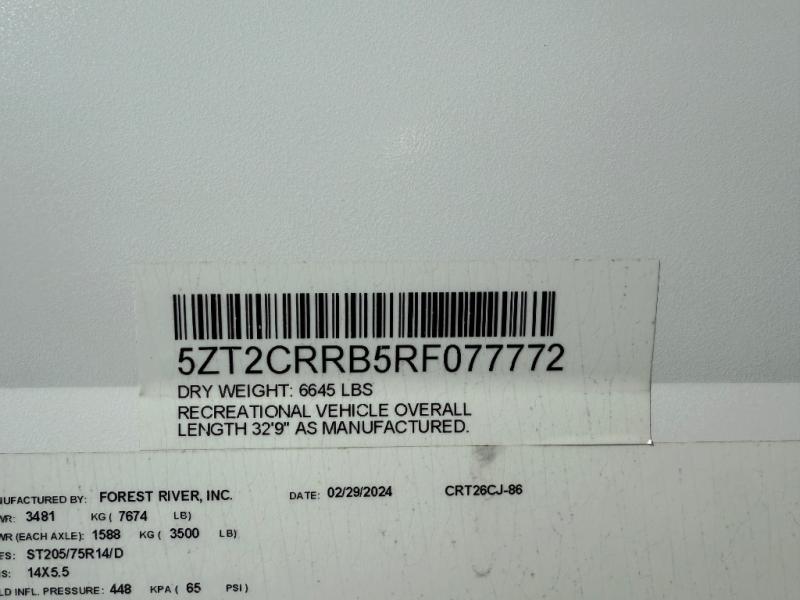 5ZT2CRRB5RF077772
DRY WEIGHT: 6645 LBS
RECREATIONAL VEHICLE OVERALL
LENGTH 32'9" AS MANUFACTURED.
NUFACTURED BY: FOREST RIVER, INC. DATE: 02/29/2024 CRT26CJ-86
WR: 3481 KG ( 7674 LB)
WR (EACH AXLE): 1588 KG ( 3500 LB)
ES: ST205/75R14/D
S: 14X5.5
LD INFL. PRESSURE: 448 KPA ( 65 PSI )